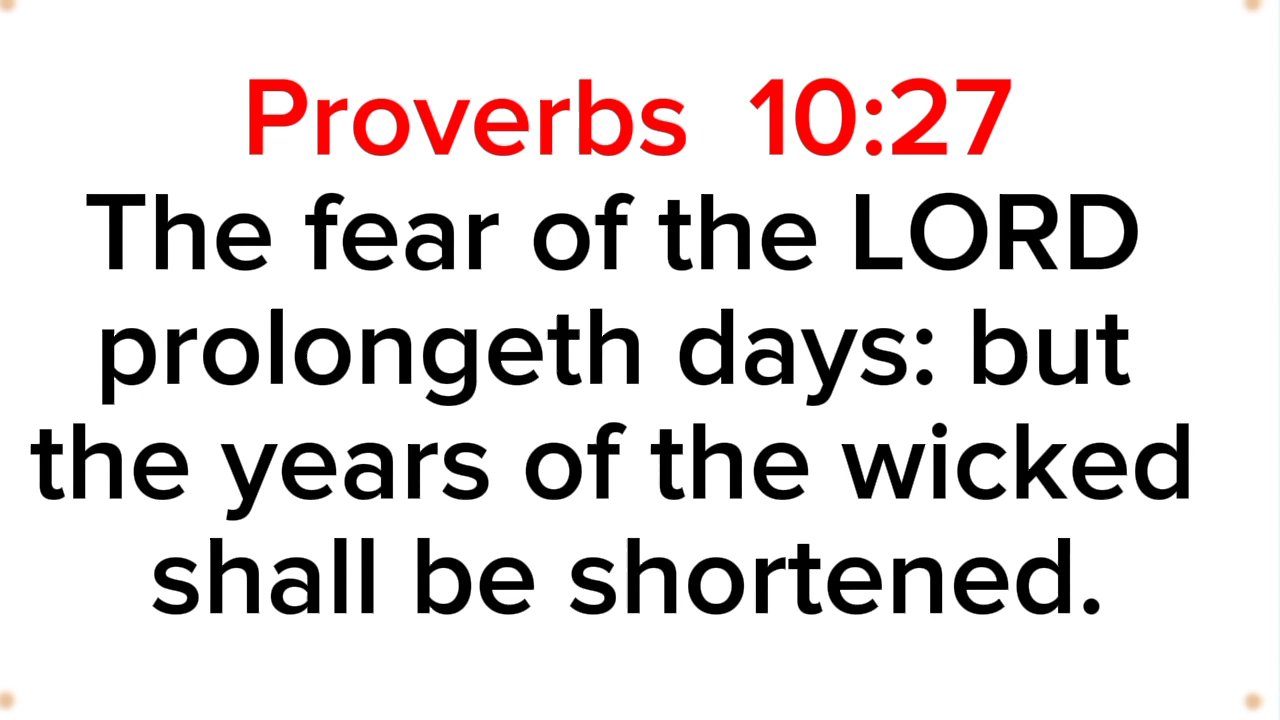 Proverbs 10:27
The fear of the LORD
prolongeth days: but
the years of the wicked
shall be shortened.